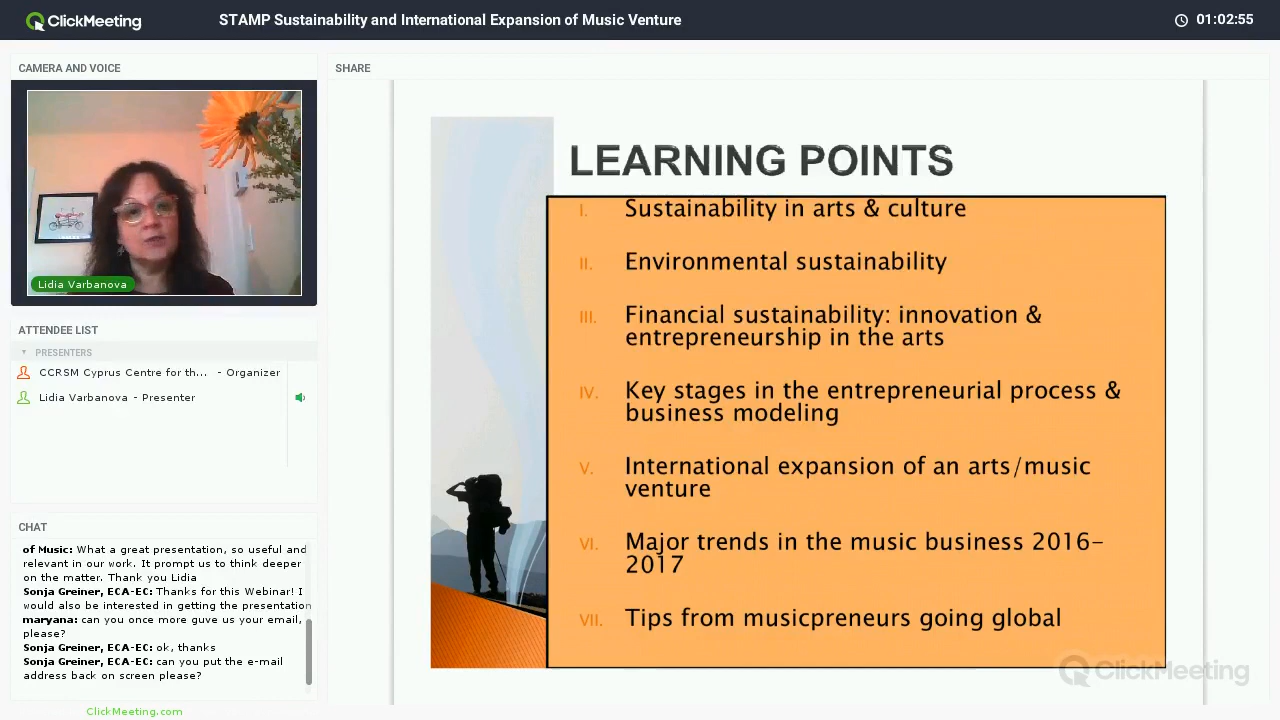 ClickMeeting
STAMP Sustainability and International Expansion of Music Venture
01:02:55
CAMERA AND VOICE
Lidia Varbanova
ATTENDEE LIST
PRESENTERS
CCRSM Cyprus Centre for th... - Organizer
Lidia Varbanova - Presenter
CHAT
of Music: What a great presentation, so useful and
relevant in our work. It prompt us to think deeper
on the matter. Thank you Lidia
Sonja Greiner, ECA-EC: Thanks for this Webinar! I
would also be interested in getting the presentation
maryana: can you once more guve us your email,
please?
Sonja Greiner, ECA-EC: ok, thanks
Sonja Greiner, ECA-EC: can you put the e-mail
address back on screen please?
ClickMeeting.com
SHARE
LEARNING POINTS
I. Sustainability in arts & culture
II. Environmental sustainability
III. Financial sustainability: innovation &
entrepreneurship in the arts
IV. Key stages in the entrepreneurial process &
business modeling
V. International expansion of an arts/music
venture
VI. Major trends in the music business 2016-
2017
VII. Tips from musicpreneurs going global
ClickMeeting